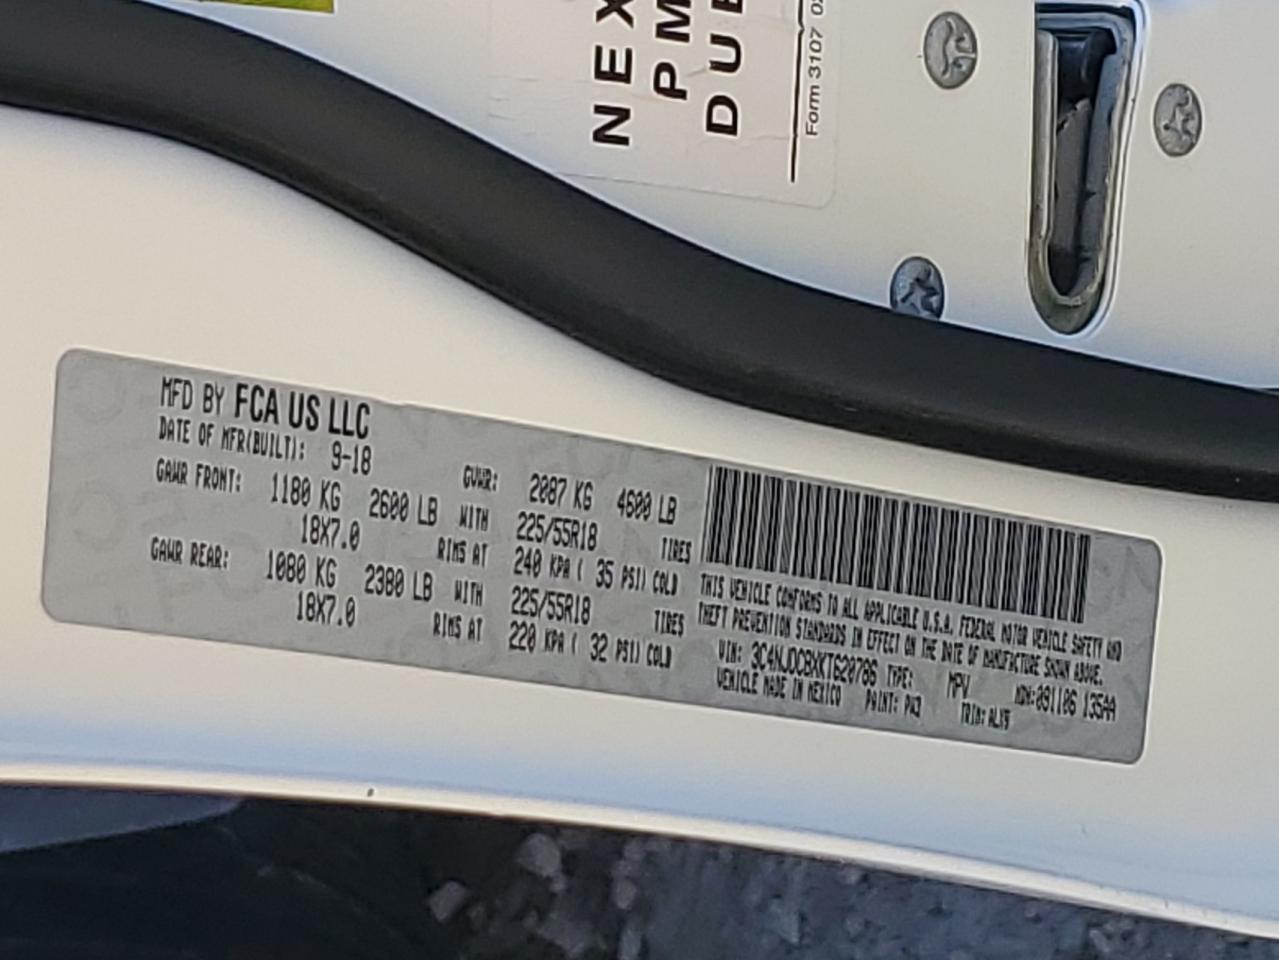 NEX
PM
DUE
Form 3107
MFD BY FCA US LLC
DATE OF MFR(BUILT): 9-18 GVWR: 2087 KG 4600 LB
GAWR FRONT: 1180 KG 2600 LB WITH 225/55R18 TIRES
18X7.0 RIMS AT 240 KPA ( 35 PSI) COLD
GAWR REAR: 1080 KG 2380 LB WITH 225/55R18 TIRES
18X7.0 RIMS AT 220 KPA ( 32 PSI) COLD
THIS VEHICLE CONFORMS TO ALL APPLICABLE U.S.A. FEDERAL MOTOR VEHICLE SAFETY AND
THEFT PREVENTION STANDARDS IN EFFECT ON THE DATE OF MANUFACTURE SHOWN ABOVE.
VIN: 3C4NJDCBXKT620786 TYPE: MPV MDH:091106 135AA
VEHICLE MADE IN MEXICO PAINT: PW3 TRIM:ALX9